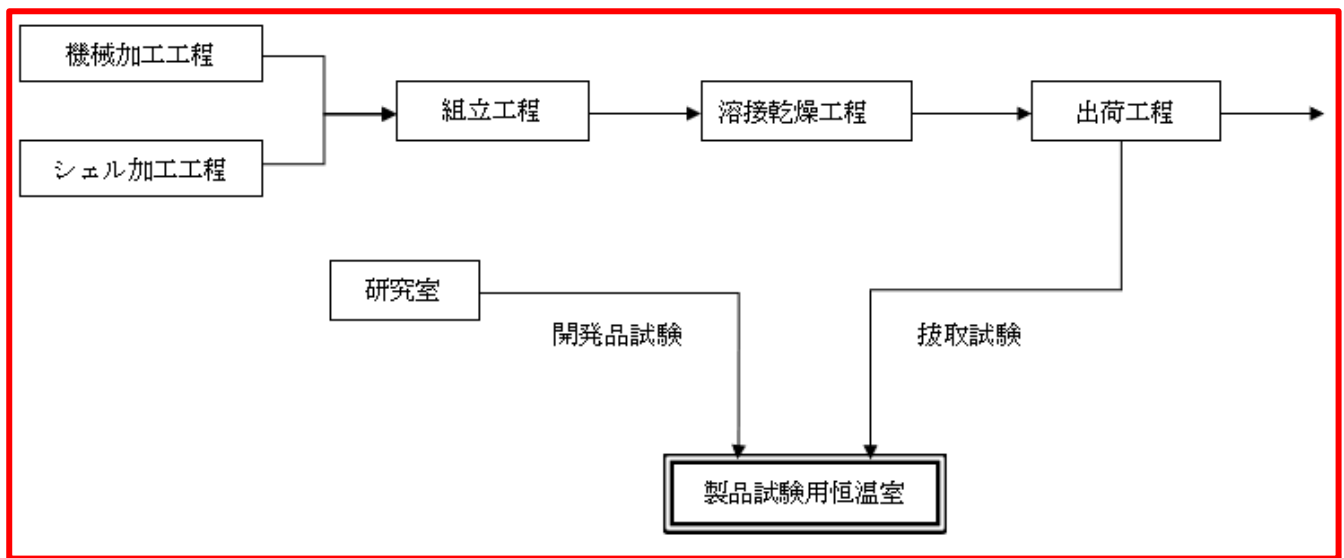 機械加工工程
組立工程
溶接乾燥工程
出荷工程
シェル加工工程
研究室
開発品試験
抜取試験
製品試験用恒温室